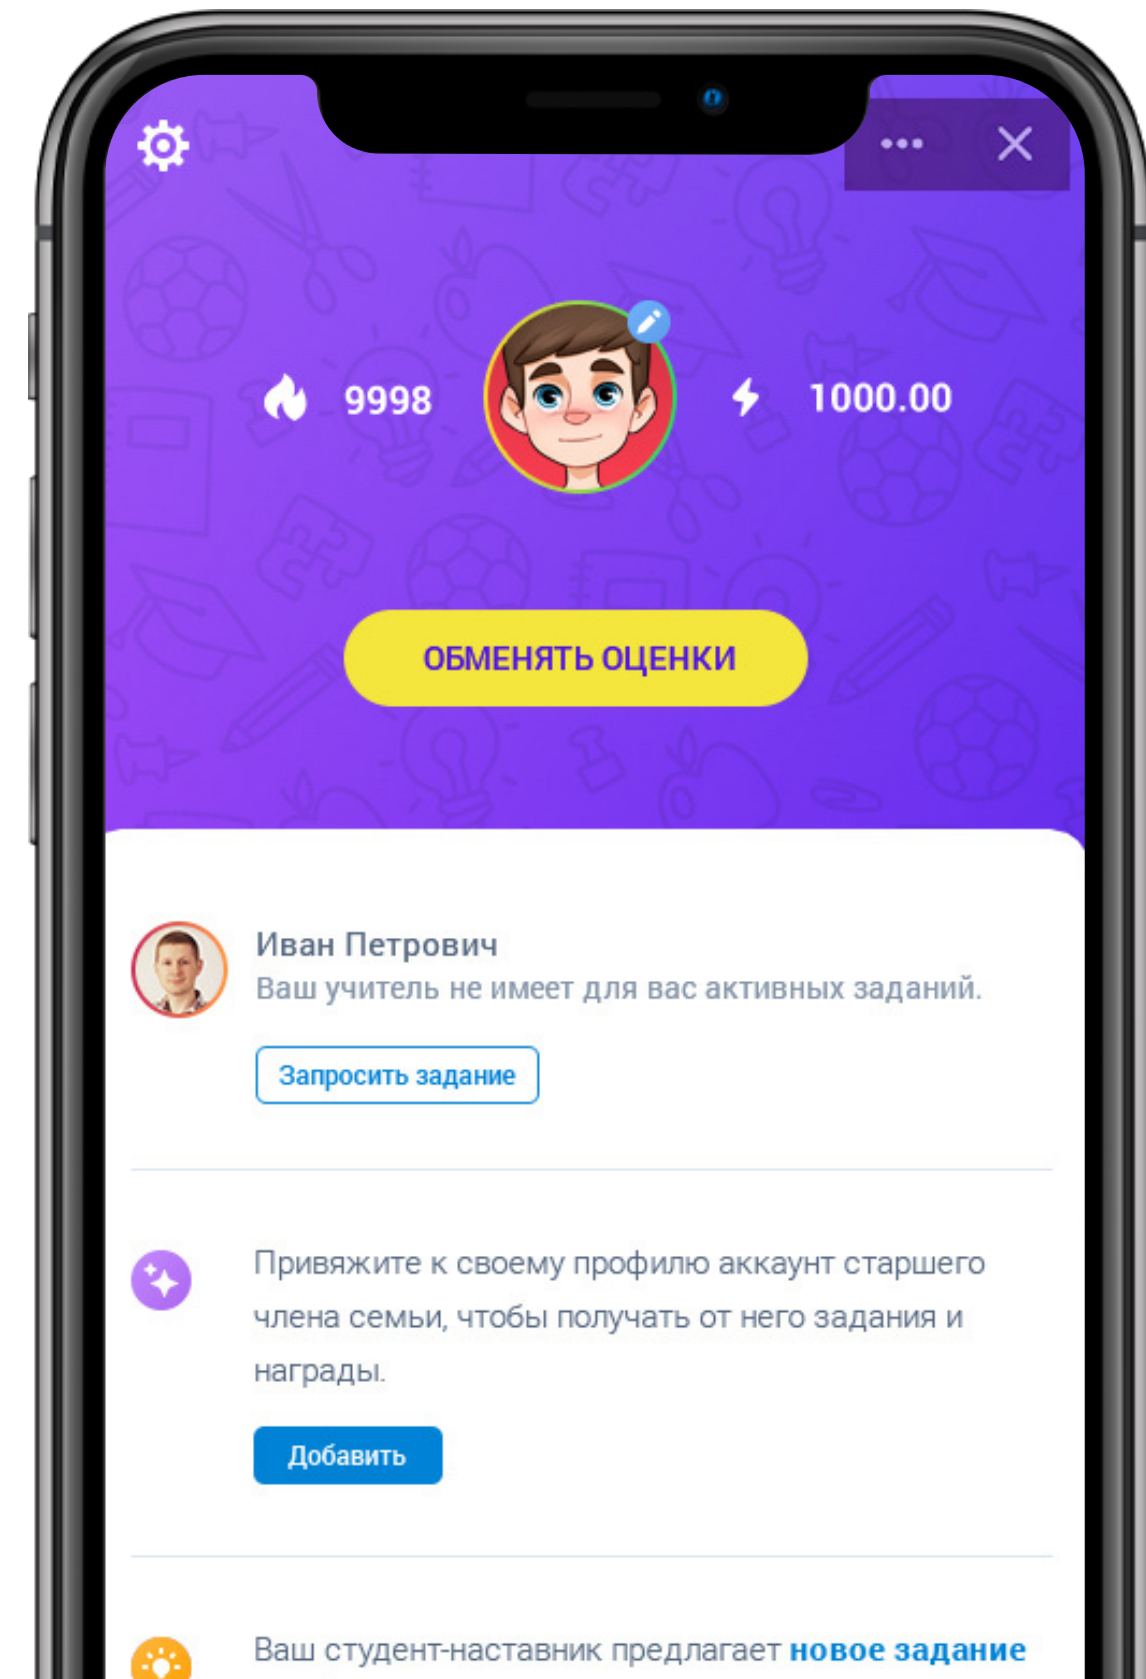 9998
1000.00
ОБМЕНЯТЬ ОЦЕНКИ
Иван Петрович
Ваш учитель не имеет для вас активных заданий.
Запросить задание
Привяжите к своему профилю аккаунт старшего
члена семьи, чтобы получать от него задания и
награды.
Добавить
Ваш студент-наставник предлагает новое задание